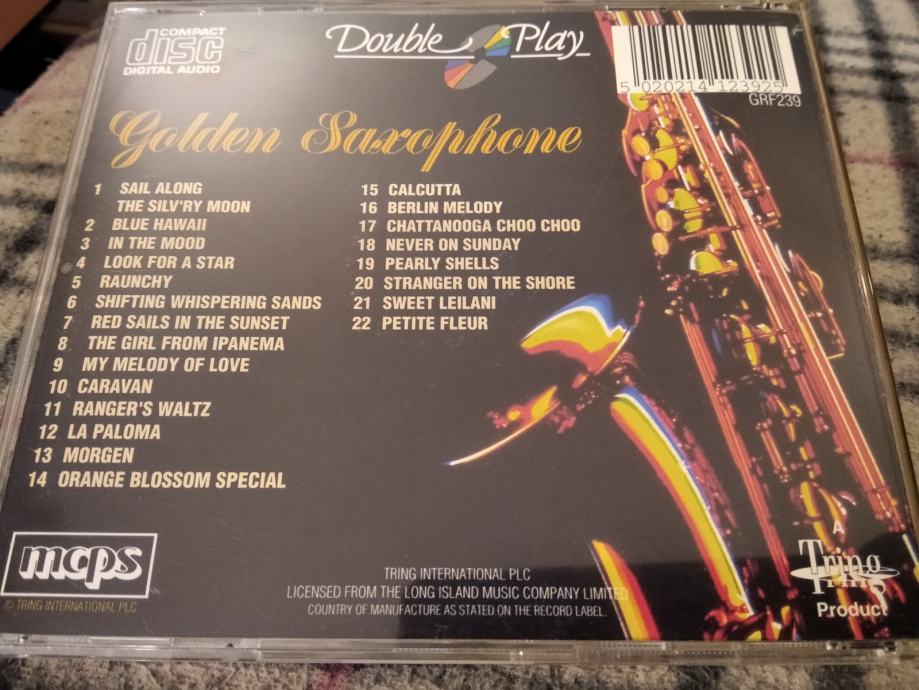 COMPACT
disc
DIGITAL AUDIO
Double Play
5 020214 123925
GRF239
Golden Saxophone
1 SAIL ALONG
THE SILV'RY MOON
2 BLUE HAWAII
3 IN THE MOOD
4 LOOK FOR A STAR
5 RAUNCHY
6 SHIFTING WHISPERING SANDS
7 RED SAILS IN THE SUNSET
8 THE GIRL FROM IPANEMA
9 MY MELODY OF LOVE
10 CARAVAN
11 RANGER'S WALTZ
12 LA PALOMA
13 MORGEN
14 ORANGE BLOSSOM SPECIAL
15 CALCUTTA
16 BERLIN MELODY
17 CHATTANOOGA CHOO CHOO
18 NEVER ON SUNDAY
19 PEARLY SHELLS
20 STRANGER ON THE SHORE
21 SWEET LEILANI
22 PETITE FLEUR
mcps
© TRING INTERNATIONAL PLC
TRING INTERNATIONAL PLC
LICENSED FROM THE LONG ISLAND MUSIC COMPANY LIMITED
COUNTRY OF MANUFACTURE AS STATED ON THE RECORD LABEL.
A
Tring
Product